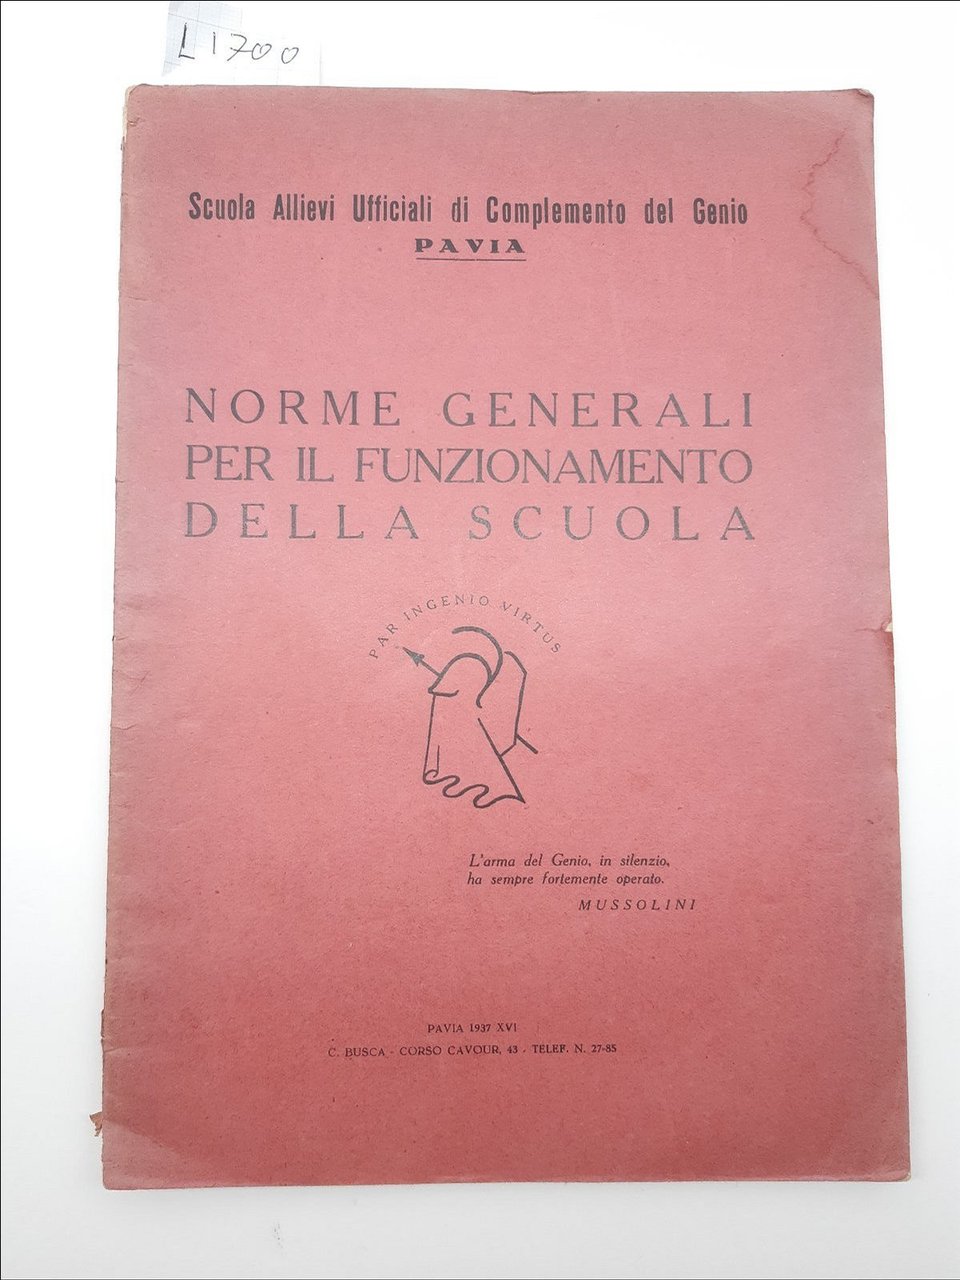 L1700
Scuola Allievi Ufficiali di Complemento del Genio
PAVIA
NORME GENERALI
PER IL FUNZIONAMENTO
DELLA SCUOLA
PAR INGENIO VIRTUS
L'arma del Genio, in silenzio,
ha sempre fortemente operato.
MUSSOLINI
PAVIA 1937 XVI
C. BUSCA - CORSO CAVOUR, 43 - TELEF. N. 27-85